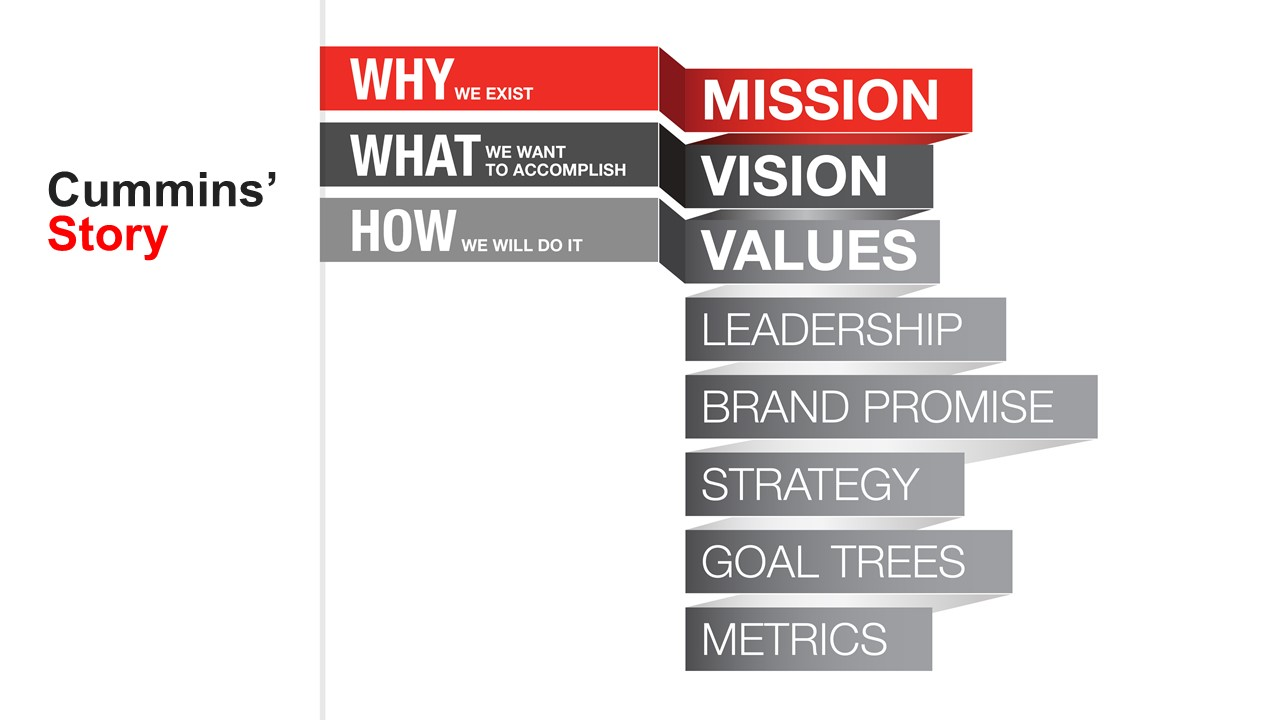 Cummins’
Story
WHY WE EXIST
WHAT WE WANT
TO ACCOMPLISH
HOW WE WILL DO IT
MISSION
VISION
VALUES
LEADERSHIP
BRAND PROMISE
STRATEGY
GOAL TREES
METRICS